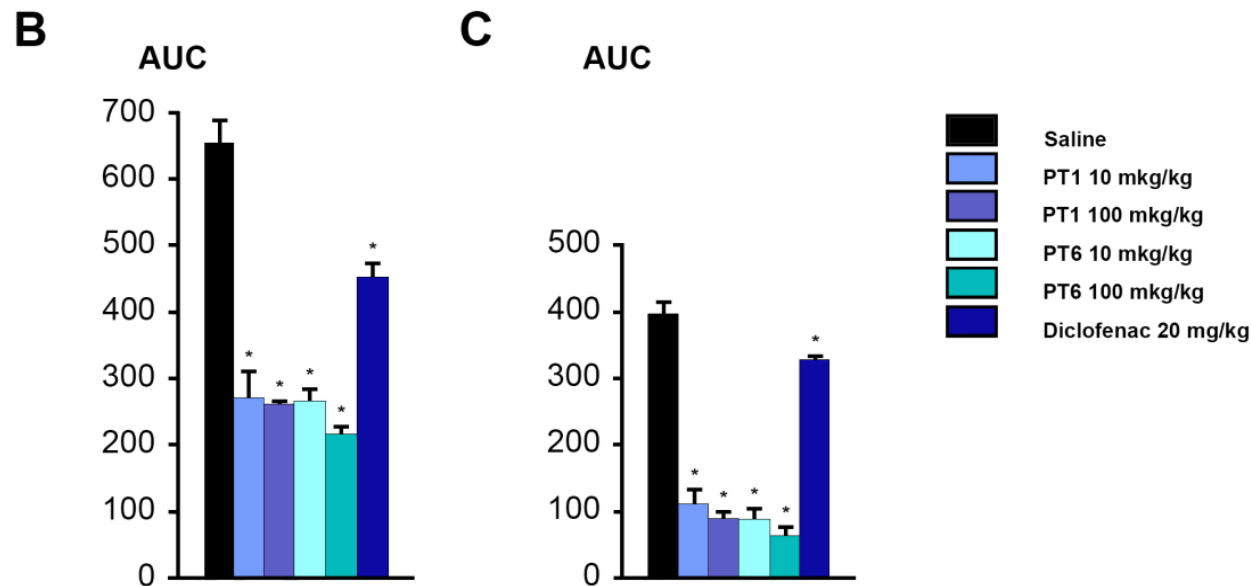 B
AUC
700
600
500
400
300
200
100
0
*
*
*
*
*
C
AUC
500
400
300
200
100
0
*
*
*
*
*
Saline
PT1 10 mkg/kg
PT1 100 mkg/kg
PT6 10 mkg/kg
PT6 100 mkg/kg
Diclofenac 20 mg/kg